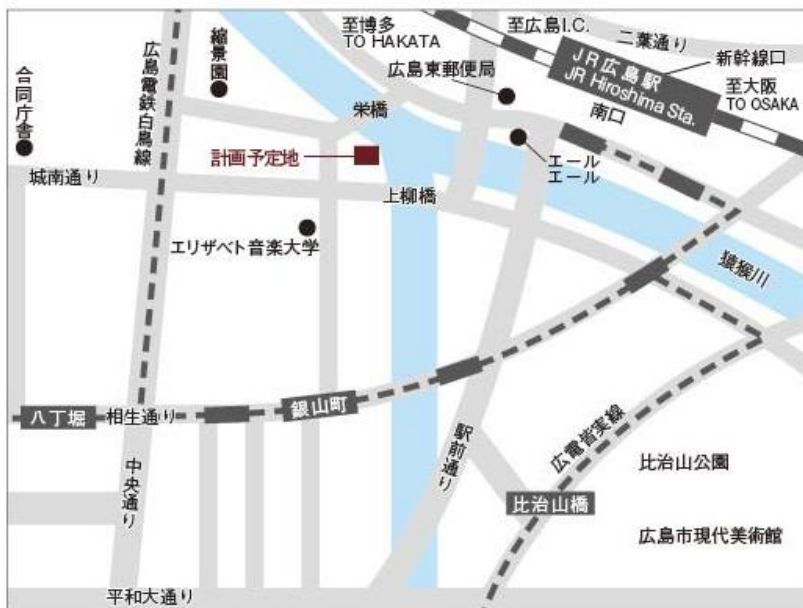 至博多
TO HAKATA
至広島I.C.
二葉通り
新幹線口
JR広島駅
JR Hiroshima Sta.
至大阪
TO OSAKA
南口
広島東郵便局
縮景園
広島電鉄白島線
合同庁舎
栄橋
計画予定地
エールエール
城南通り
上柳橋
エリザベト音楽大学
猿猴川
八丁堀
相生通り
銀山町
駅前通り
広電皆実線
比治山公園
中央通り
比治山橋
広島市現代美術館
平和大通り